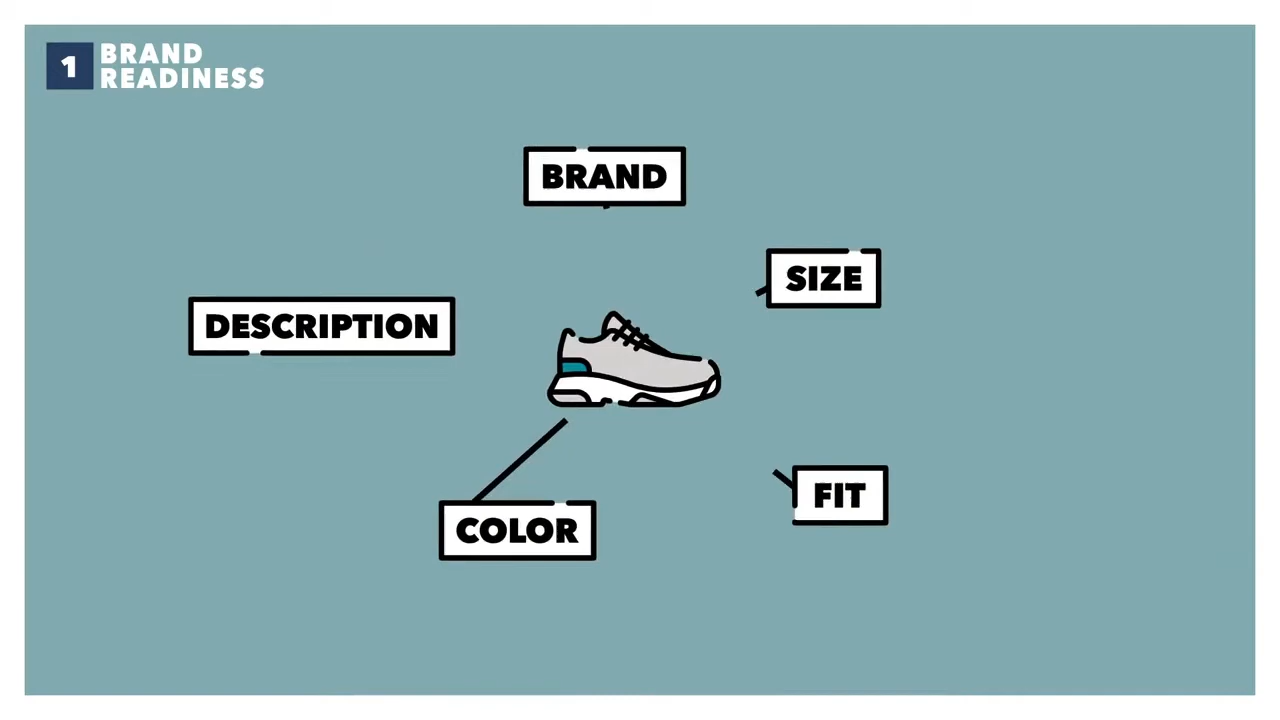 1
BRAND
READINESS
BRAND
SIZE
DESCRIPTION
FIT
COLOR